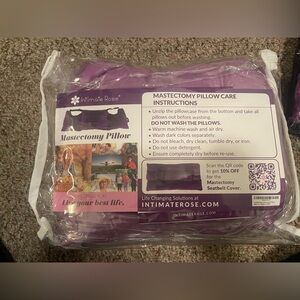 Intimate Rose
Mastectomy Pillow
Live your best life.
MASTECTOMY PILLOW CARE
INSTRUCTIONS
• Unzip the pillowcase from the bottom and take all
pillows out before washing.
DO NOT WASH THE PILLOWS.
• Warm machine wash and air dry.
• Wash dark colors separately.
• Do not bleach, dry clean, tumble dry, or iron.
• Do not use detergent.
• Ensure completely dry before re-use.
Scan the QR code
to get 10% OFF
for the
Mastectomy
Seatbelt Cover.
Life Changing Solutions at
INTIMATEROSE.COM
INTIMATEROSE.COM